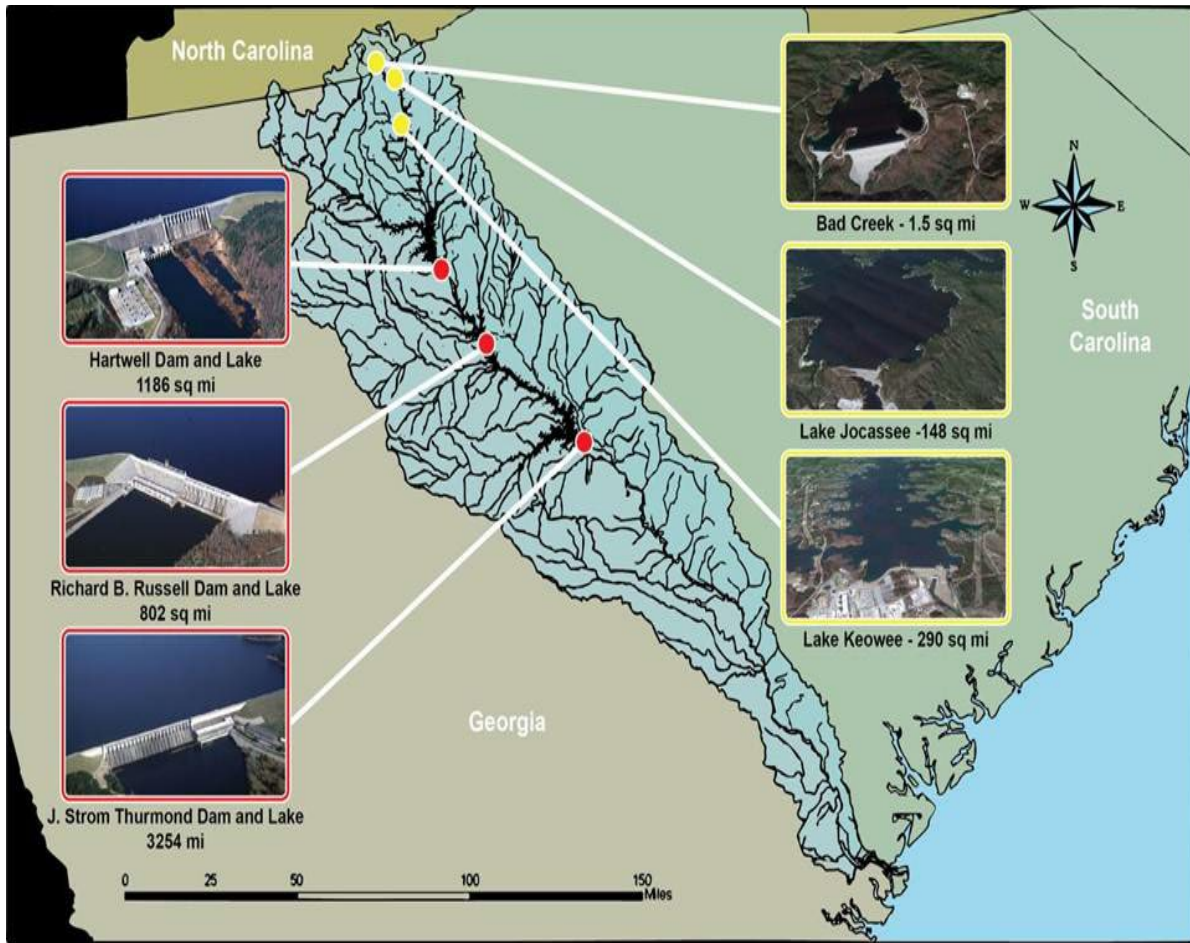 North Carolina
Hartwell Dam and Lake
1186 sq mi
Richard B. Russell Dam and Lake
802 sq mi
J. Strom Thurmond Dam and Lake
3254 mi
Bad Creek - 1.5 sq mi
N
W
E
S
South
Carolina
Lake Jocassee -148 sq mi
Lake Keowee - 290 sq mi
Georgia
0 25 50 100 150
Miles